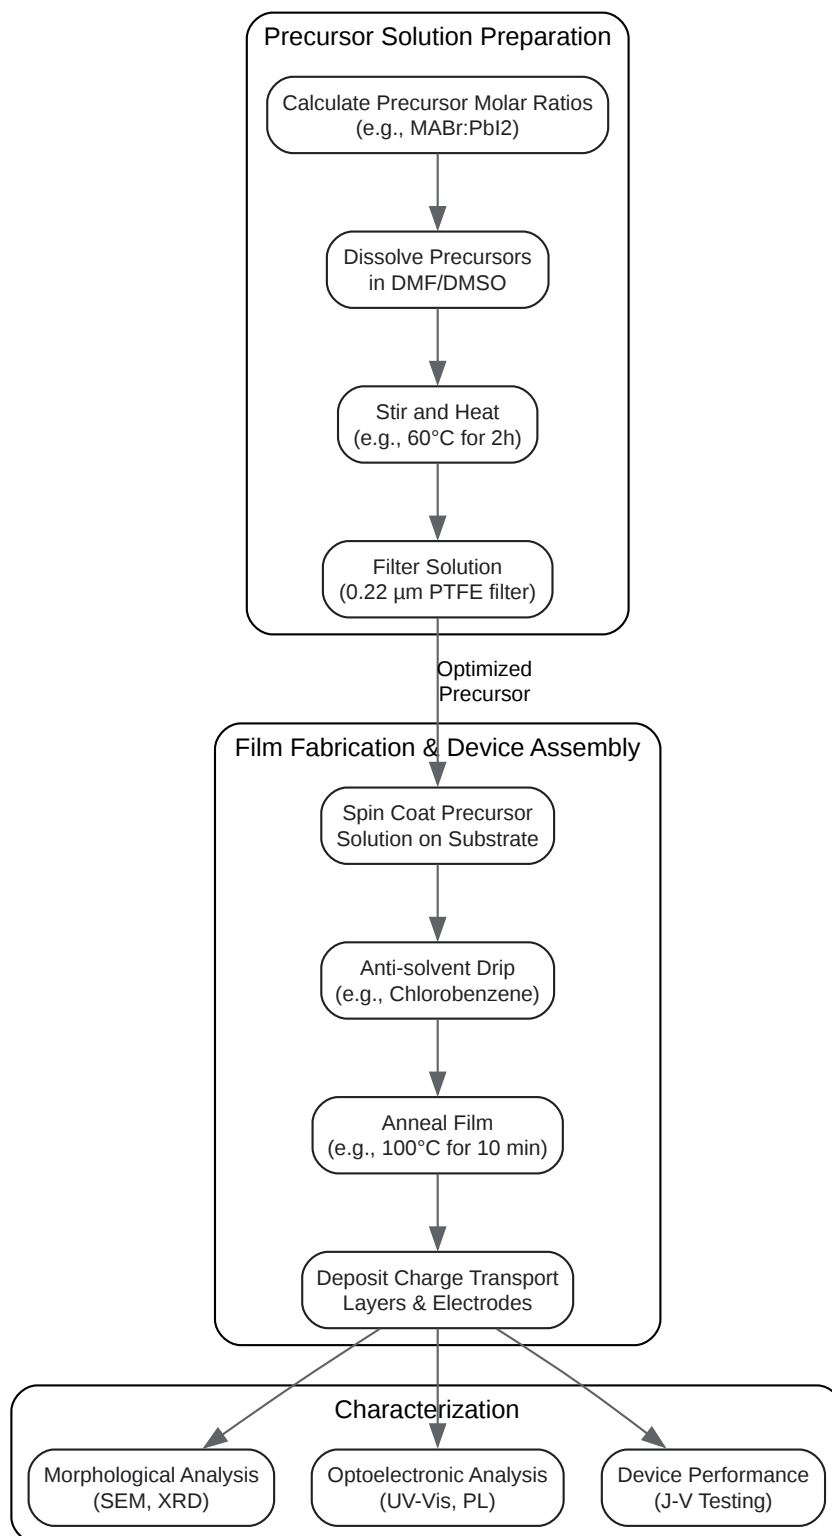 Precursor Solution Preparation
Calculate Precursor Molar Ratios
(e.g., MABr:PbI2)
Dissolve Precursors
in DMF/DMSO
Stir and Heat
(e.g., 60°C for 2h)
Filter Solution
(0.22 µm PTFE filter)
Optimized
Precursor
Film Fabrication & Device Assembly
Spin Coat Precursor
Solution on Substrate
Anti-solvent Drip
(e.g., Chlorobenzene)
Anneal Film
(e.g., 100°C for 10 min)
Deposit Charge Transport
Layers & Electrodes
Characterization
Morphological Analysis
(SEM, XRD)
Optoelectronic Analysis
(UV-Vis, PL)
Device Performance
(J-V Testing)